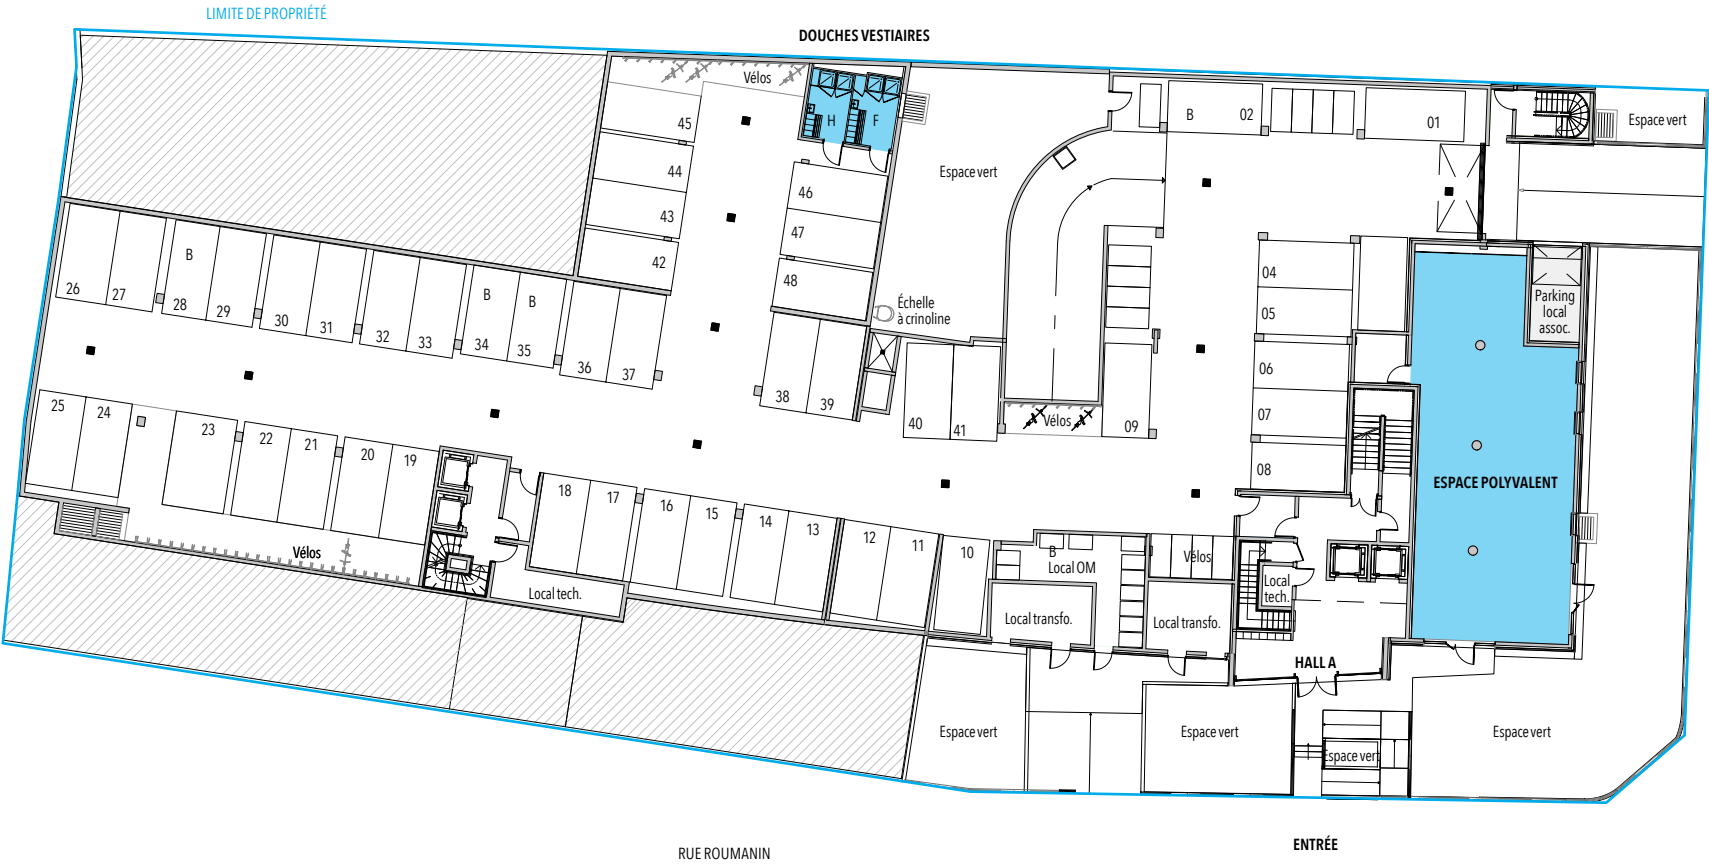 LIMITE DE PROPRIÉTÉ
DOUCHES VESTIAIRES
Vélos
H
F
45
44
43
42
46
47
48
Espace vert
B
02
01
Espace vert
26
27
B
28
29
30
31
32
33
B
34
B
35
36
37
38
39
Échelle
à crinoline
40
41
Vélos
09
04
05
06
07
08
Parking
local
assoc.
ESPACE POLYVALENT
25
24
23
22
21
20
19
18
17
16
15
14
13
12
11
10
Vélos
Local tech.
B
Local OM
Vélos
Local transfo.
Local transfo.
Local
tech.
HALL A
Espace vert
Espace vert
Espace vert
Espace vert
RUE ROUMANIN
ENTRÉE